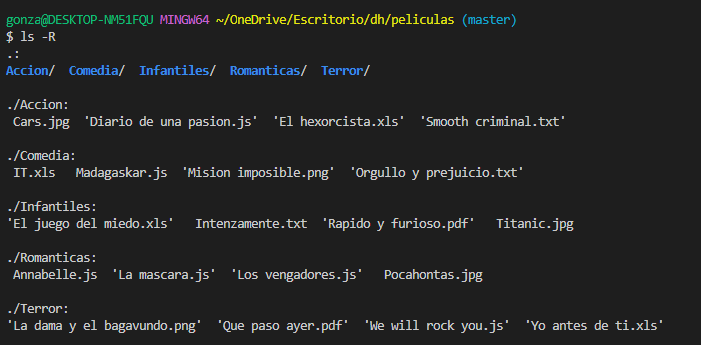 gonza@DESKTOP-NM51FQU MINGW64 ~/OneDrive/Escritorio/dh/peliculas (master)
$ ls -R
.:
Accion/  Comedia/  Infantiles/  Romanticas/  Terror/
./Accion:
Cars.jpg  'Diario de una pasion.js'  'El hexorcista.xls'  'Smooth criminal.txt'
./Comedia:
IT.xls   Madagaskar.js  'Mision imposible.png'  'Orgullo y prejuicio.txt'
./Infantiles:
'El juego del miedo.xls'   Intenzamente.txt  'Rapido y furioso.pdf'   Titanic.jpg
./Romanticas:
Annabelle.js  'La mascara.js'  'Los vengadores.js'   Pocahontas.jpg
./Terror:
'La dama y el bagavundo.png'  'Que paso ayer.pdf'  'We will rock you.js'  'Yo antes de ti.xls'